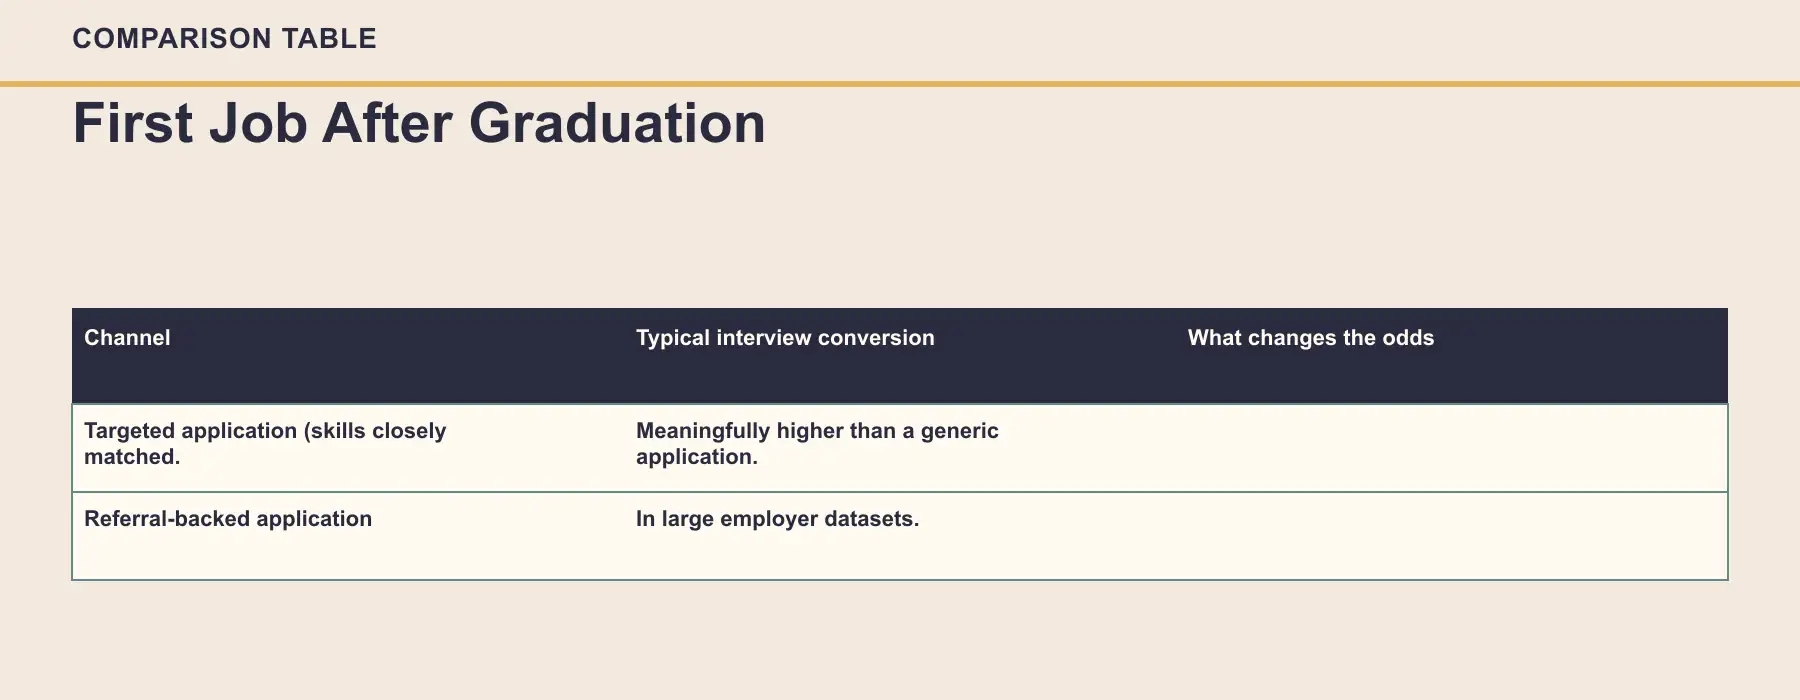 COMPARISON TABLE
First Job After Graduation
Channel
Typical interview conversion
What changes the odds
Targeted application (skills closely
matched.
Meaningfully higher than a generic
application.
Referral-backed application
In large employer datasets.